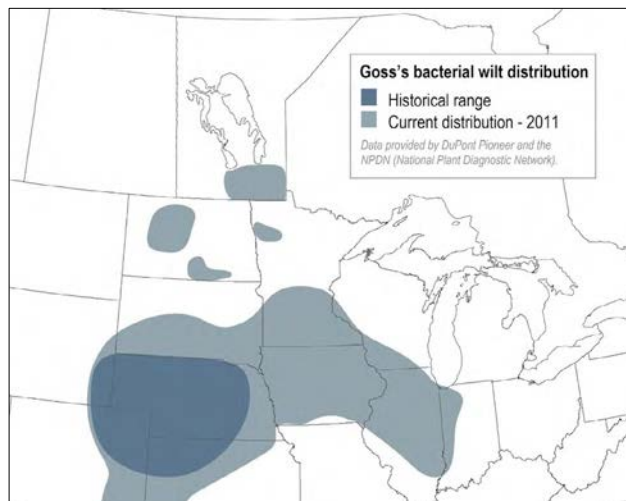 Goss's bacterial wilt distribution
Historical range
Current distribution - 2011
Data provided by DuPont Pioneer and the
NPDN (National Plant Diagnostic Network).